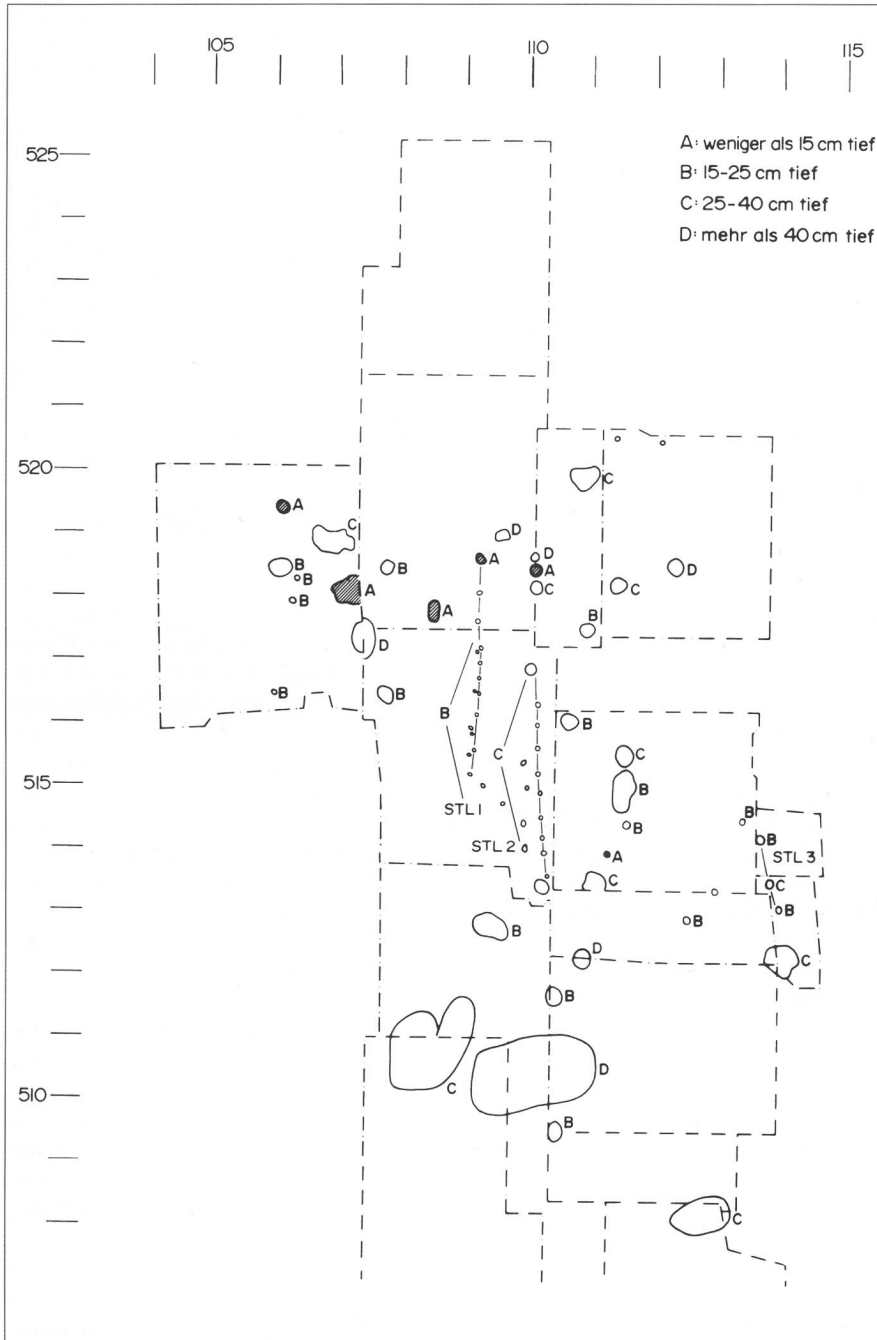 105 110 115
525
A: weniger als 15 cm tief
B: 15-25 cm tief
C: 25-40 cm tief
D: mehr als 40 cm tief
520
C
A
D
C
D
B
B
A
A
D
B
C
B
A
A
C
B
D
B
B
B
B
C
C
B
515
B
STL 1
B
B
B
STL 2
A
STL 3
C
C
B
B
B
D
C
B
C
D
510
B
C